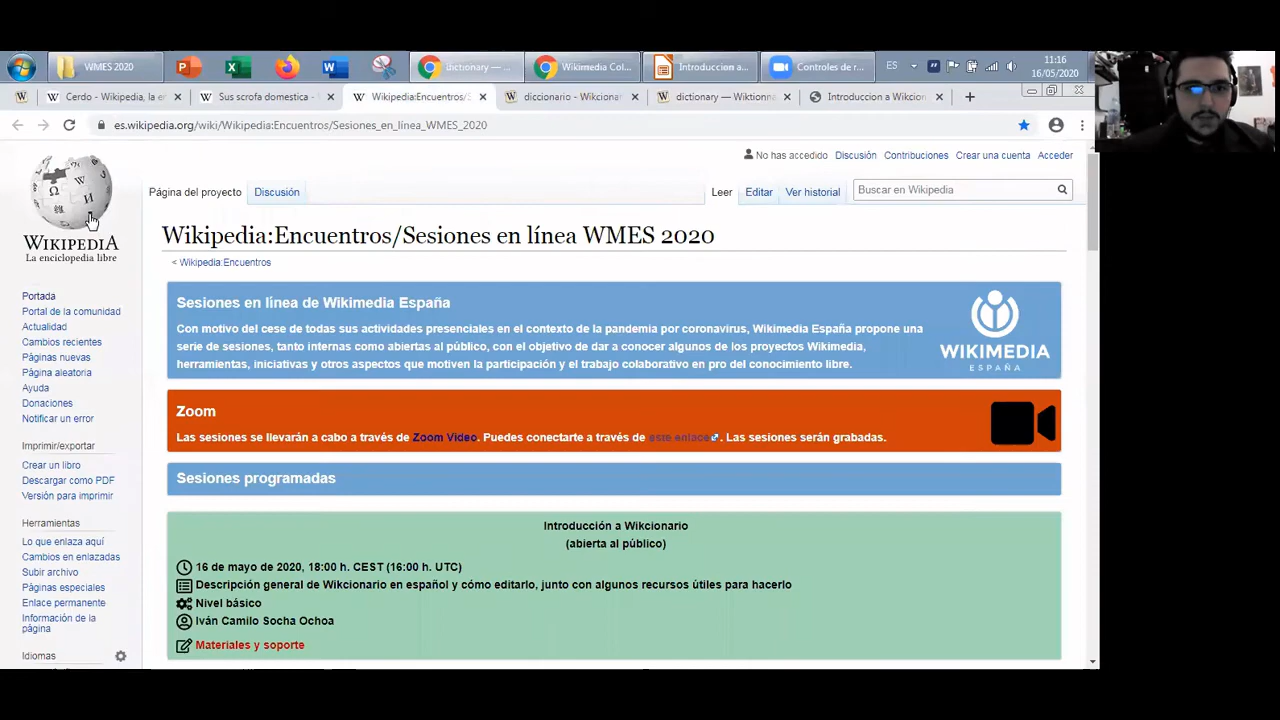 WMES 2020
dictionary — ...
Wikimedia Col...
Introduccion a...
Controles de r...
ES
11:16
16/05/2020
Cerdo - Wikipedia, la e
Sus scrofa domestica -
Wikipedia:Encuentros/S
diccionario - Wikcionar
dictionary — Wiktionna
Introduccion a Wikcion
es.wikipedia.org/wiki/Wikipedia:Encuentros/Sesiones_en_línea_WMES_2020
No has accedido Discusión Contribuciones Crear una cuenta Acceder
Página del proyecto Discusión Leer Editar Ver historial Buscar en Wikipedia
WIKIPEDIA
La enciclopedia libre
Portada
Portal de la comunidad
Actualidad
Cambios recientes
Páginas nuevas
Página aleatoria
Ayuda
Donaciones
Notificar un error
Imprimir/exportar
Crear un libro
Descargar como PDF
Versión para imprimir
Herramientas
Lo que enlaza aquí
Cambios en enlazadas
Subir archivo
Páginas especiales
Enlace permanente
Información de la
página
Idiomas
Wikipedia:Encuentros/Sesiones en línea WMES 2020
< Wikipedia:Encuentros
Sesiones en línea de Wikimedia España
Con motivo del cese de todas sus actividades presenciales en el contexto de la pandemia por coronavirus, Wikimedia España propone una
serie de sesiones, tanto internas como abiertas al público, con el objetivo de dar a conocer algunos de los proyectos Wikimedia,
herramientas, iniciativas y otros aspectos que motiven la participación y el trabajo colaborativo en pro del conocimiento libre.
WIKIMEDIA
ESPAÑA
Zoom
Las sesiones se llevarán a cabo a través de Zoom Video. Puedes conectarte a través de este enlace. Las sesiones serán grabadas.
Sesiones programadas
Introducción a Wikcionario
(abierta al público)
16 de mayo de 2020, 18:00 h. CEST (16:00 h. UTC)
Descripción general de Wikcionario en español y cómo editarlo, junto con algunos recursos útiles para hacerlo
Nivel básico
Iván Camilo Socha Ochoa
Materiales y soporte